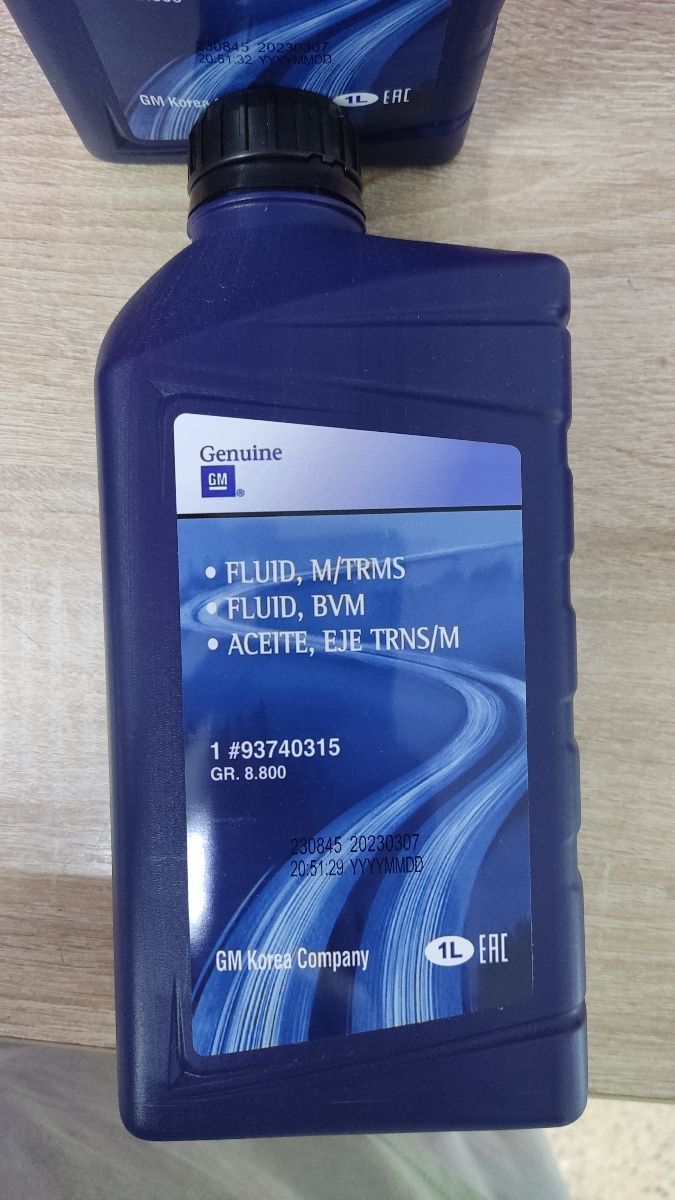 230845 20230307
20:51:32 YYYYMMDD
GM Korea
1L EAC
Genuine
GM
®
• FLUID, M/TRMS
• FLUID, BVM
• ACEITE, EJE TRNS/M
1 #93740315
GR. 8.800
230845 20230307
20:51:29 YYYYMMDD
GM Korea Company
1L EAC